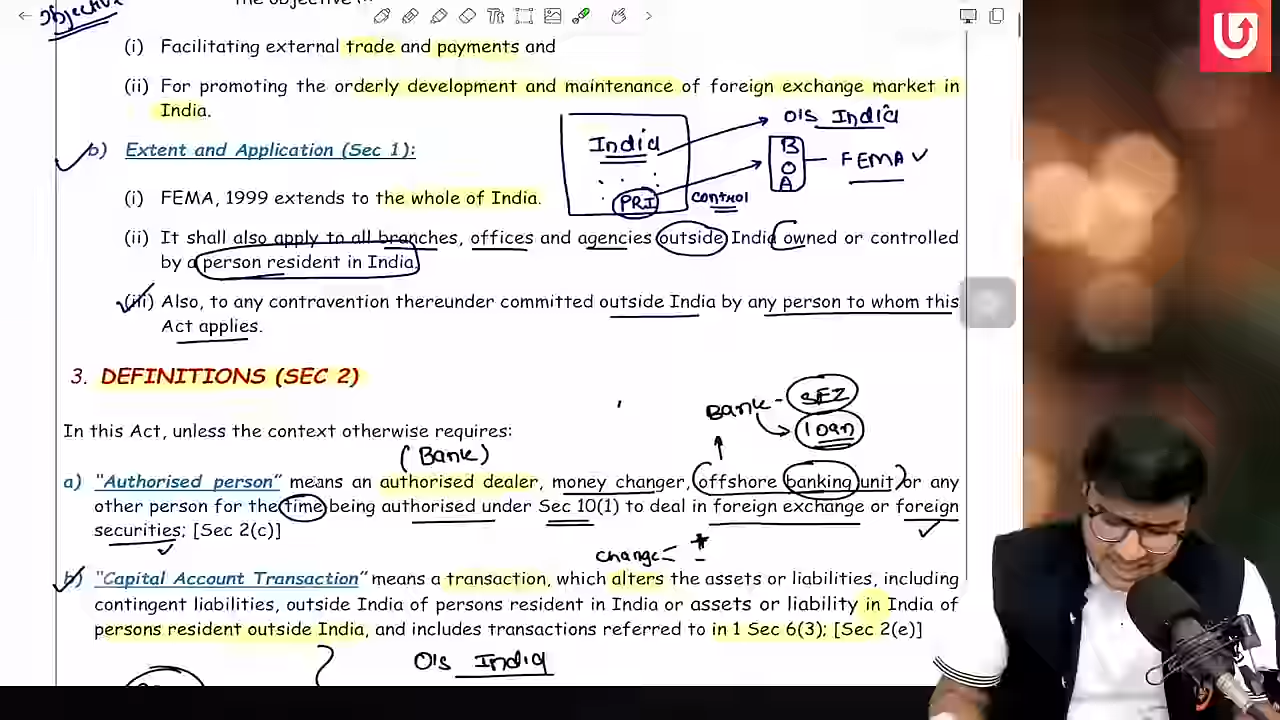 Objective
the objective
(i) Facilitating external trade and payments and
(ii) For promoting the orderly development and maintenance of foreign exchange market in
India.
India
O/s India
b) Extent and Application (Sec 1):
BOA
FEMA
(i) FEMA, 1999 extends to the whole of India.
PRI
control
(ii) It shall also apply to all branches, offices and agencies outside India owned or controlled
by a person resident in India.
(iii) Also, to any contravention thereunder committed outside India by any person to whom this
Act applies.
3. DEFINITIONS (SEC 2)
Bank - SEZ
loan
In this Act, unless the context otherwise requires:
(Bank)
a) "Authorised person" means an authorised dealer, money changer, offshore banking unit or any
other person for the time being authorised under Sec 10(1) to deal in foreign exchange or foreign
securities; [Sec 2(c)]
change < + -
b) "Capital Account Transaction" means a transaction, which alters the assets or liabilities, including
contingent liabilities, outside India of persons resident in India or assets or liability in India of
persons resident outside India, and includes transactions referred to in 1 Sec 6(3); [Sec 2(e)]
O/s India